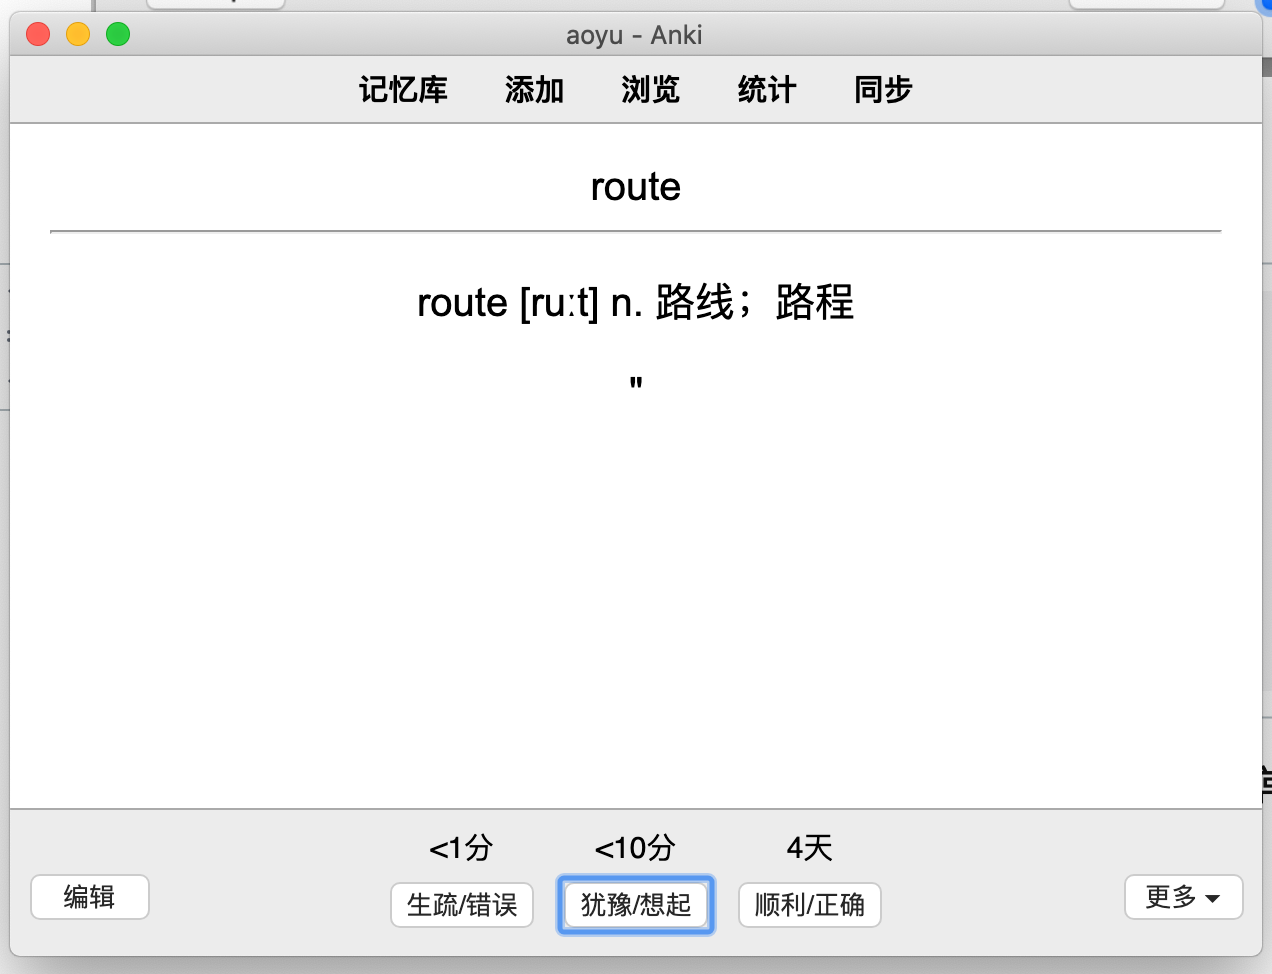 aoyu - Anki
记忆库 添加 浏览 统计 同步
route
route [ruːt] n. 路线；路程
"
<1分 <10分 4天
编辑 生疏/错误 犹豫/想起 顺利/正确 更多